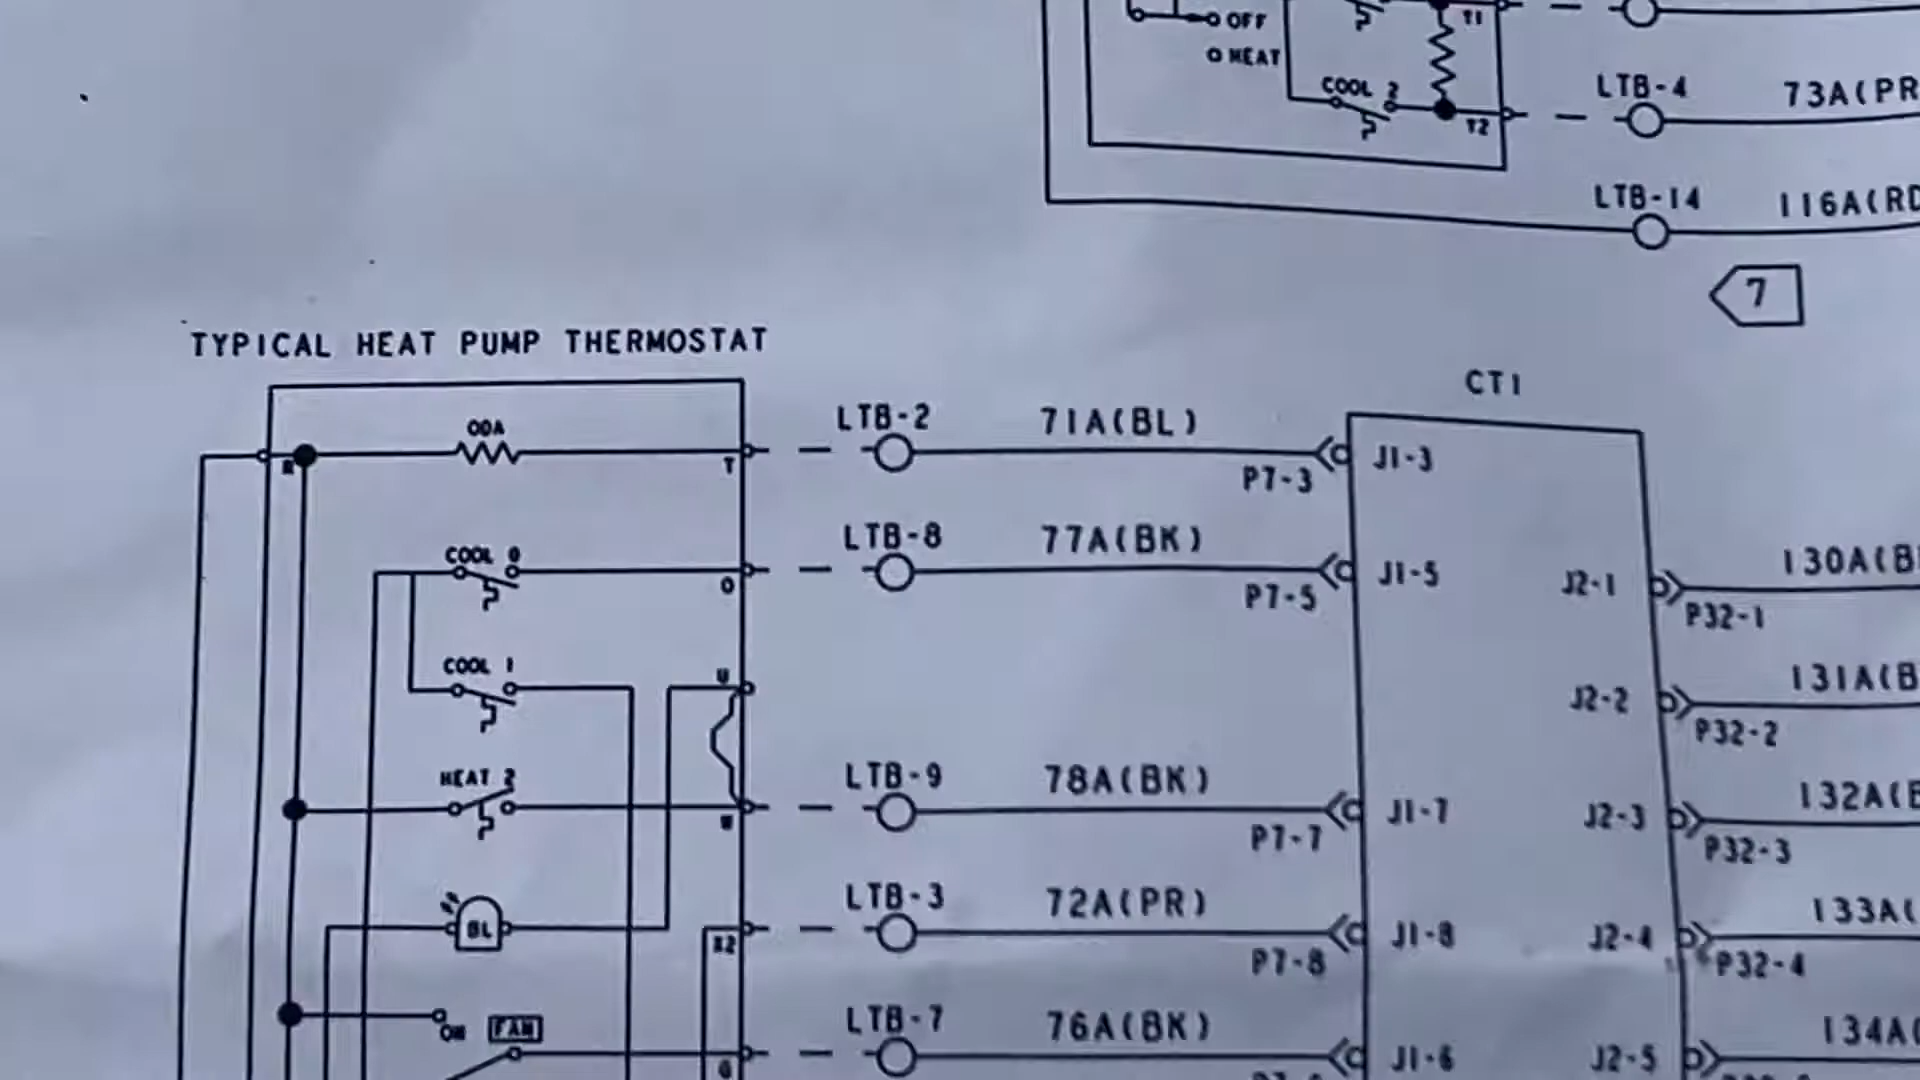 OFF
T1
HEAT
COOL 2
T2
LTB-4
73A(PR
LTB-14
116A(RD
7
TYPICAL HEAT PUMP THERMOSTAT
CT1
ODA
R
T
LTB-2
71A(BL)
P7-3
J1-3
COOL 0
O
LTB-8
77A(BK)
P7-5
J1-5
J2-1
P32-1
130A(B
COOL 1
U
J2-2
P32-2
131A(B
HEAT 2
W
LTB-9
78A(BK)
P7-7
J1-7
J2-3
P32-3
132A(B
BL
X2
LTB-3
72A(PR)
P7-8
J1-8
J2-4
P32-4
133A(
ON
FAN
G
LTB-7
76A(BK)
J1-6
J2-5
134A(